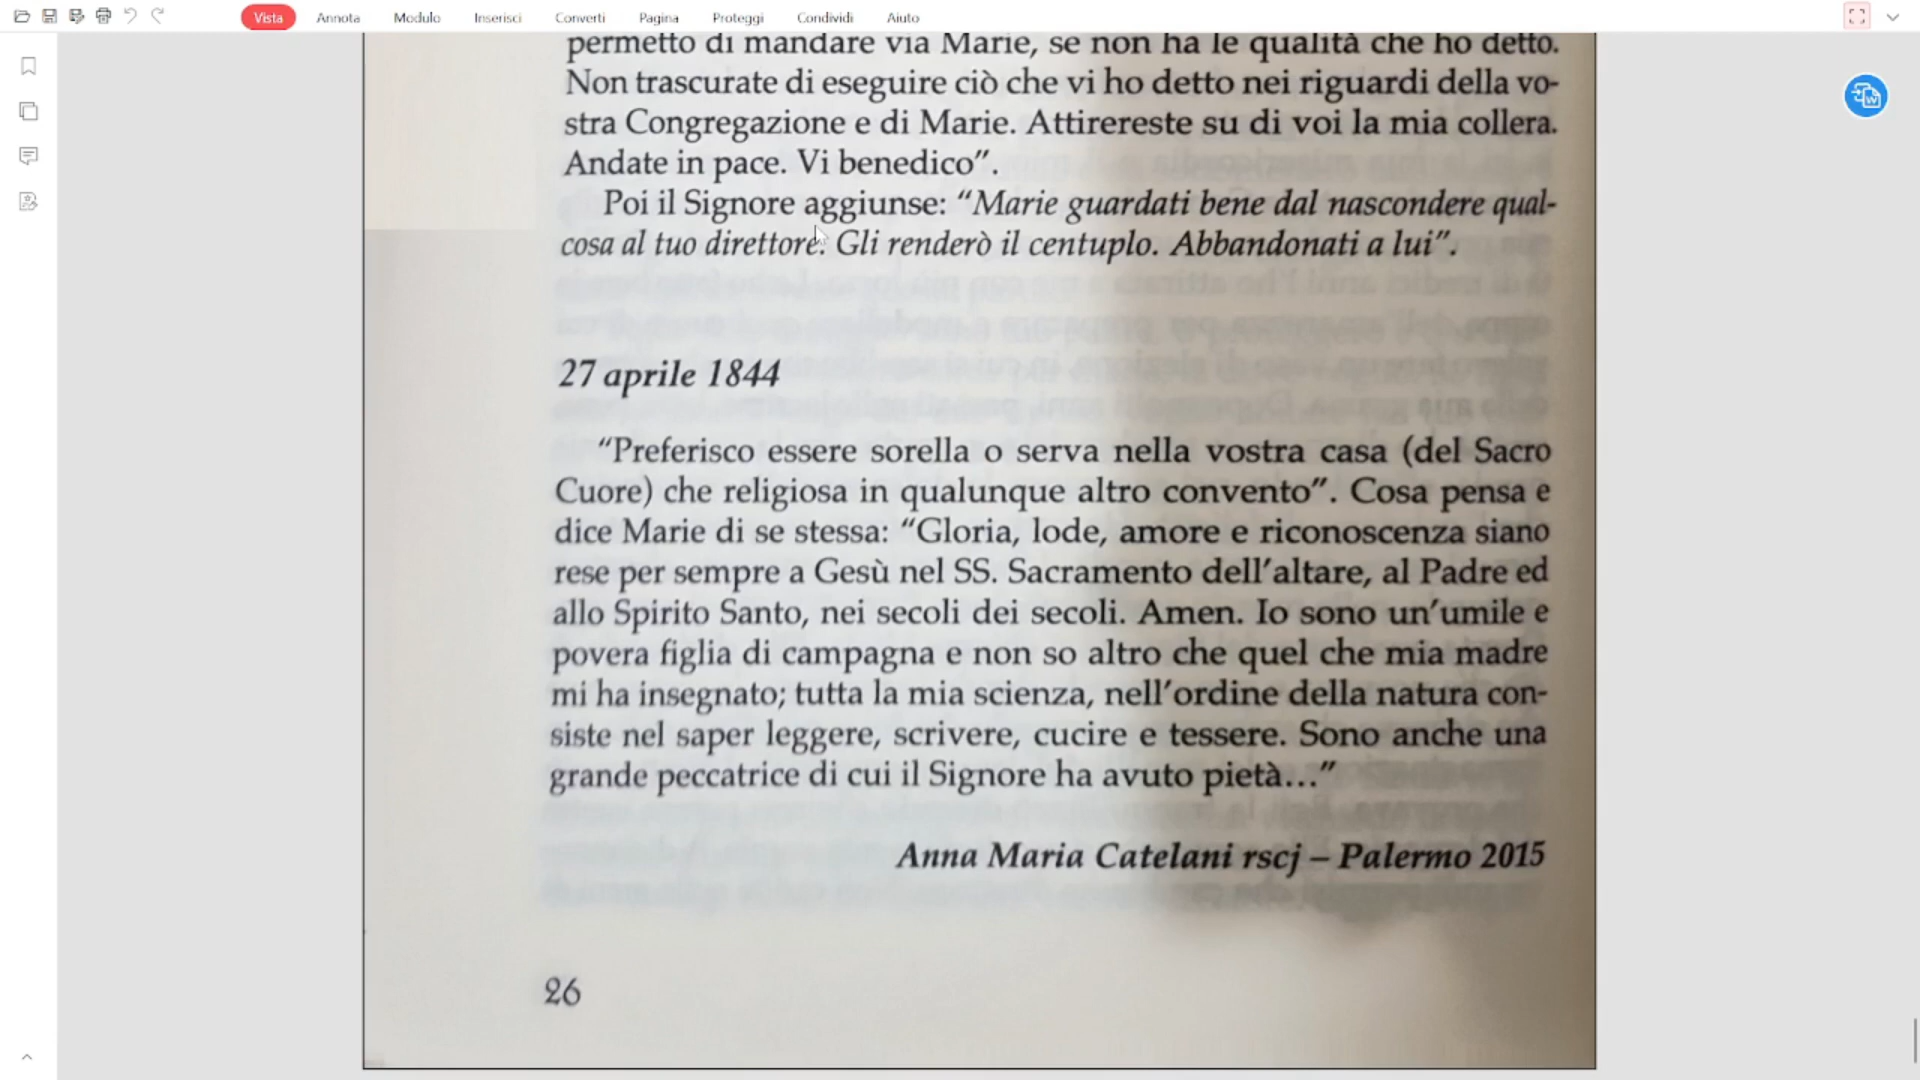 Vista Annota Modulo Inserisci Converti Pagina Proteggi Condividi Aiuto
permetto di mandare via Marie, se non ha le qualità che ho detto.
Non trascurate di eseguire ciò che vi ho detto nei riguardi della vo-
stra Congregazione e di Marie. Attirereste su di voi la mia collera.
Andate in pace. Vi benedico”.
Poi il Signore aggiunse: “Marie guardati bene dal nascondere qual-
cosa al tuo direttore. Gli renderò il centuplo. Abbandonati a lui”.
27 aprile 1844
“Preferisco essere sorella o serva nella vostra casa (del Sacro
Cuore) che religiosa in qualunque altro convento”. Cosa pensa e
dice Marie di se stessa: “Gloria, lode, amore e riconoscenza siano
rese per sempre a Gesù nel SS. Sacramento dell’altare, al Padre ed
allo Spirito Santo, nei secoli dei secoli. Amen. Io sono un’umile e
povera figlia di campagna e non so altro che quel che mia madre
mi ha insegnato; tutta la mia scienza, nell’ordine della natura con-
siste nel saper leggere, scrivere, cucire e tessere. Sono anche una
grande peccatrice di cui il Signore ha avuto pietà…”
Anna Maria Catelani rscj – Palermo 2015
26